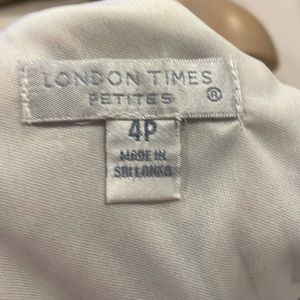 LONDON TIMES
PETITES ®
4P
MADE IN
SRI LANKA